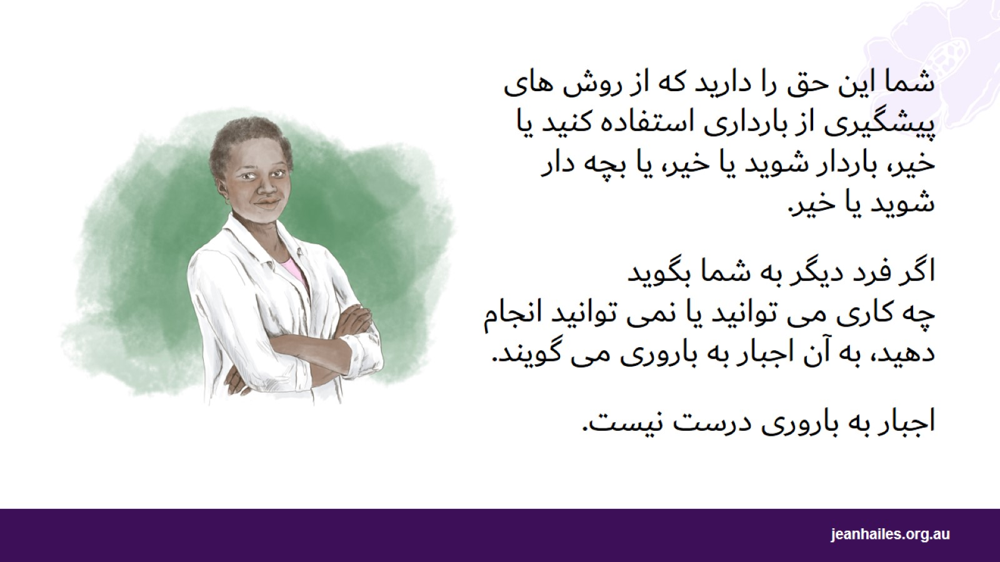 شما این حق را دارید که از روش های
پیشگیری از بارداری استفاده کنید یا
خیر، باردار شوید یا خیر، یا بچه دار
شوید یا خیر.
اگر فرد دیگر به شما بگوید
چه کاری می توانید یا نمی توانید انجام
دهید، به آن اجبار به باروری می گویند.
اجبار به باروری درست نیست.
jeanhailes.org.au